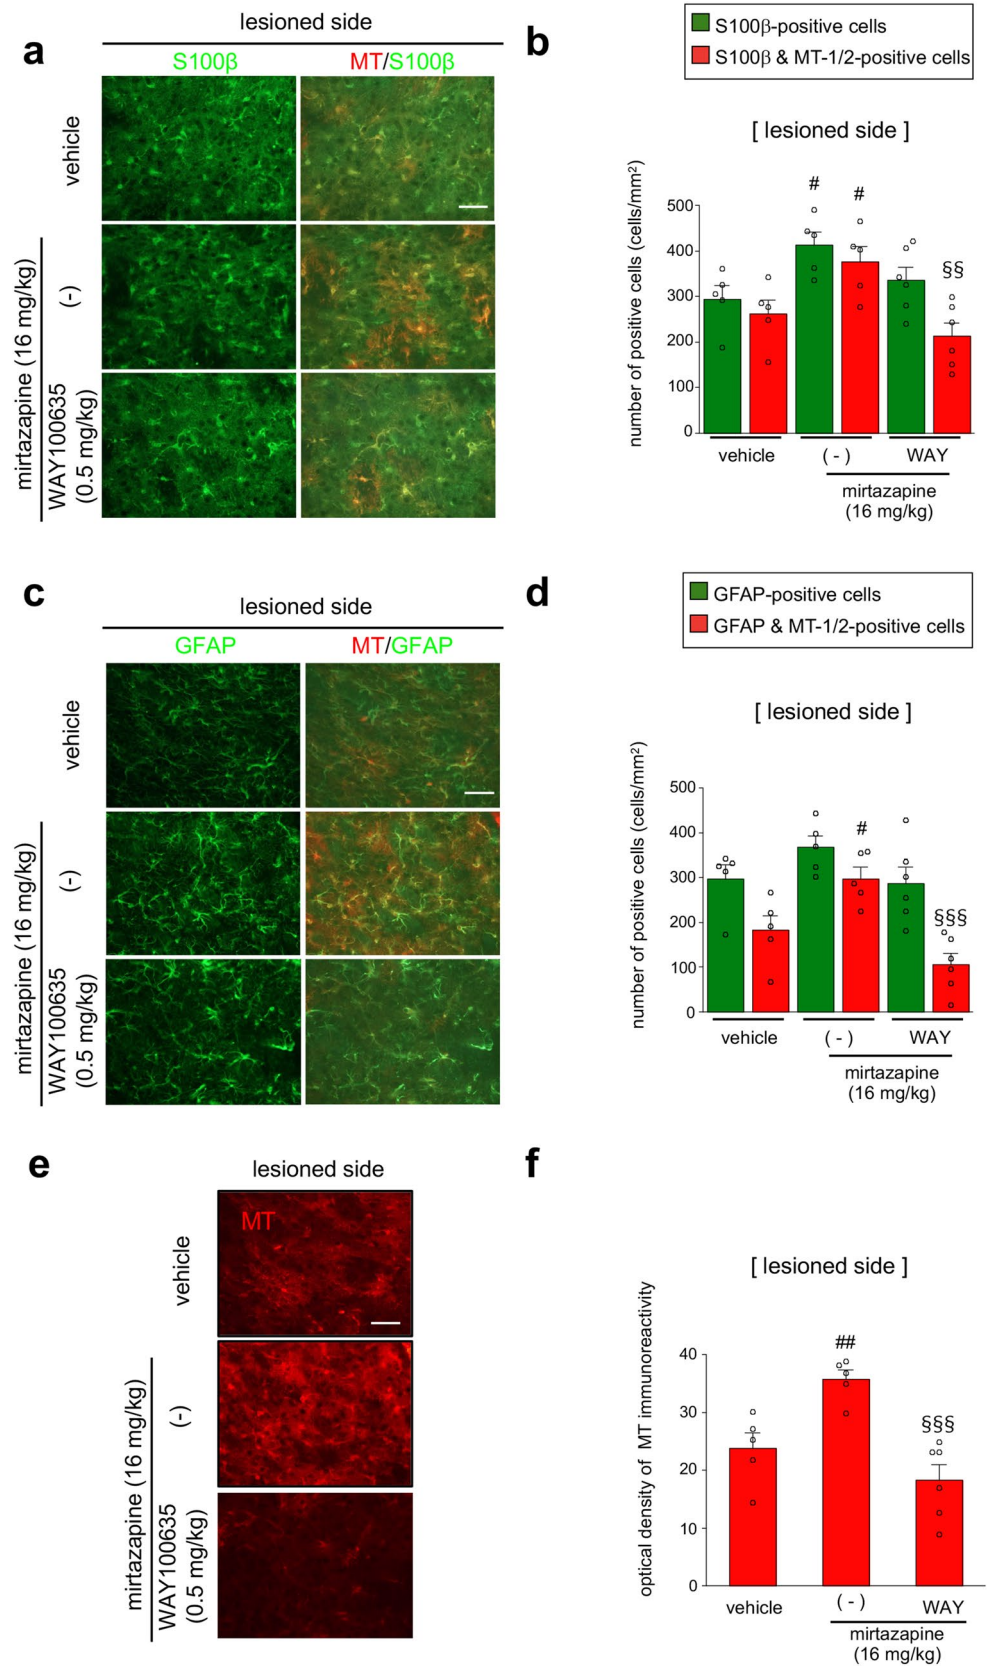 a
lesioned side
S100β
MT/S100β
vehicle
mirtazapine (16 mg/kg)
(-)
WAY100635
(0.5 mg/kg)
b
S100β-positive cells
S100β & MT-1/2-positive cells
[ lesioned side ]
number of positive cells (cells/mm²)
500
400
300
200
100
0
#
#
§§
vehicle
( - )
WAY
mirtazapine
(16 mg/kg)
c
lesioned side
GFAP
MT/GFAP
vehicle
mirtazapine (16 mg/kg)
(-)
WAY100635
(0.5 mg/kg)
d
GFAP-positive cells
GFAP & MT-1/2-positive cells
[ lesioned side ]
number of positive cells (cells/mm²)
500
400
300
200
100
0
#
§§§
vehicle
( - )
WAY
mirtazapine
(16 mg/kg)
e
lesioned side
MT
vehicle
mirtazapine (16 mg/kg)
(-)
WAY100635
(0.5 mg/kg)
f
[ lesioned side ]
optical density of MT immunoreactivity
40
30
20
10
0
##
§§§
vehicle
( - )
WAY
mirtazapine
(16 mg/kg)